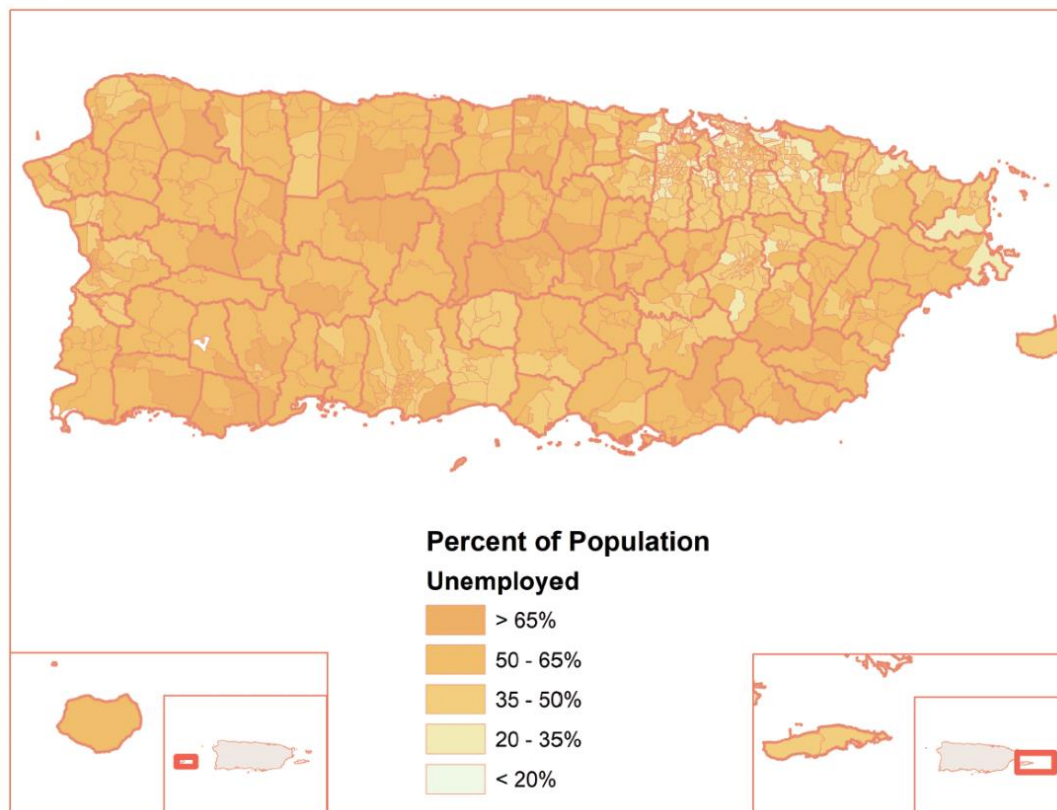 Percent of Population
Unemployed
> 65%
50 - 65%
35 - 50%
20 - 35%
< 20%